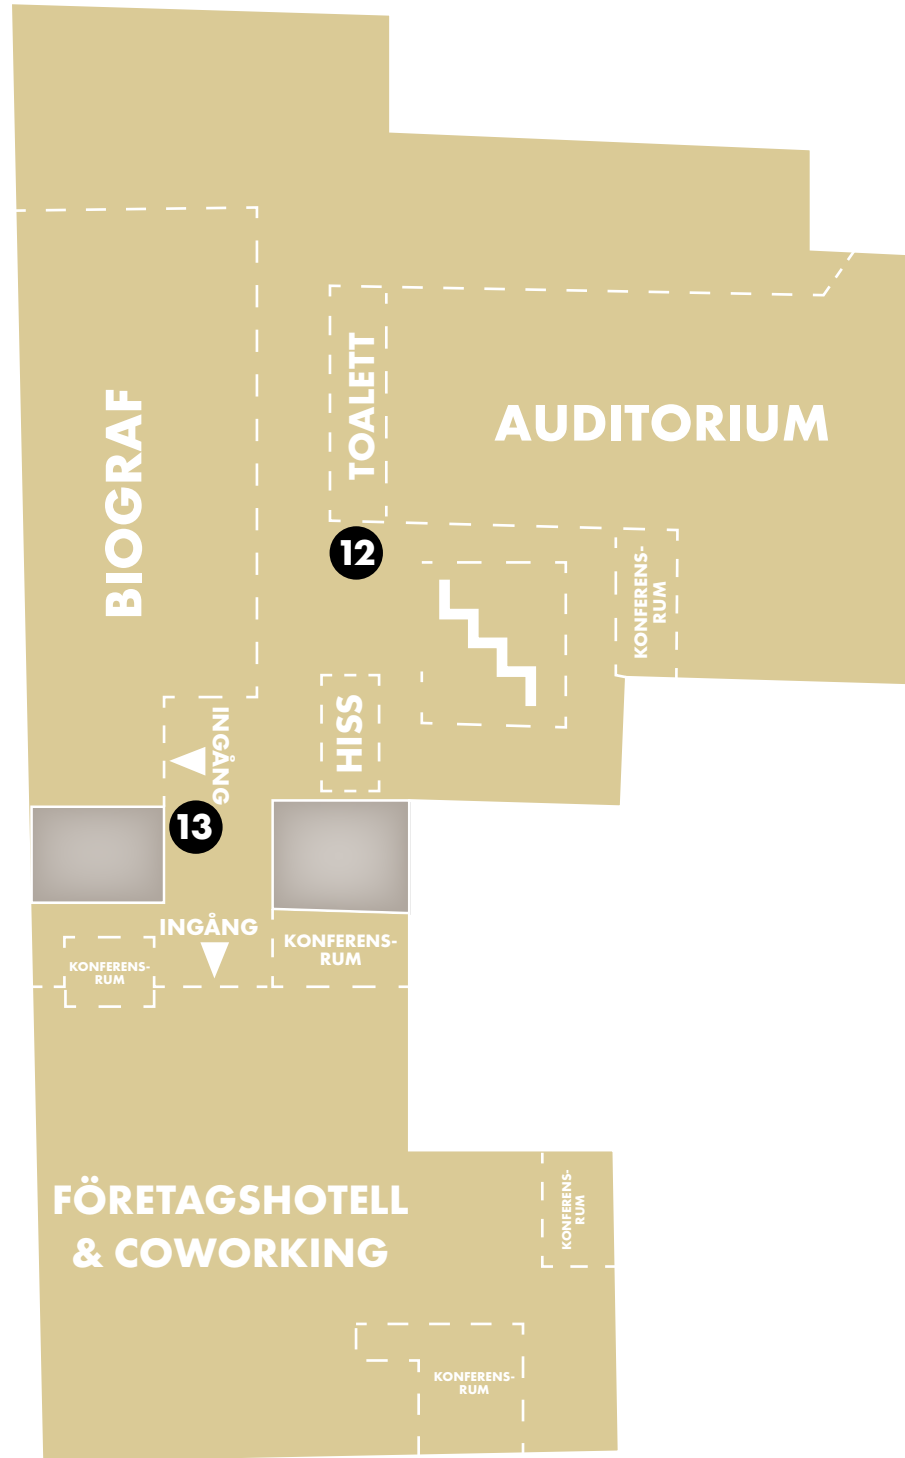 TOALETT
AUDITORIUM
BIOGRAF
12
KONFERENS-
RUM
HISS
INGÅNG
13
INGÅNG
KONFERENS-
RUM
KONFERENS-
RUM
FÖRETAGSHOTELL
& COWORKING
KONFERENS-
RUM
KONFERENS-
RUM